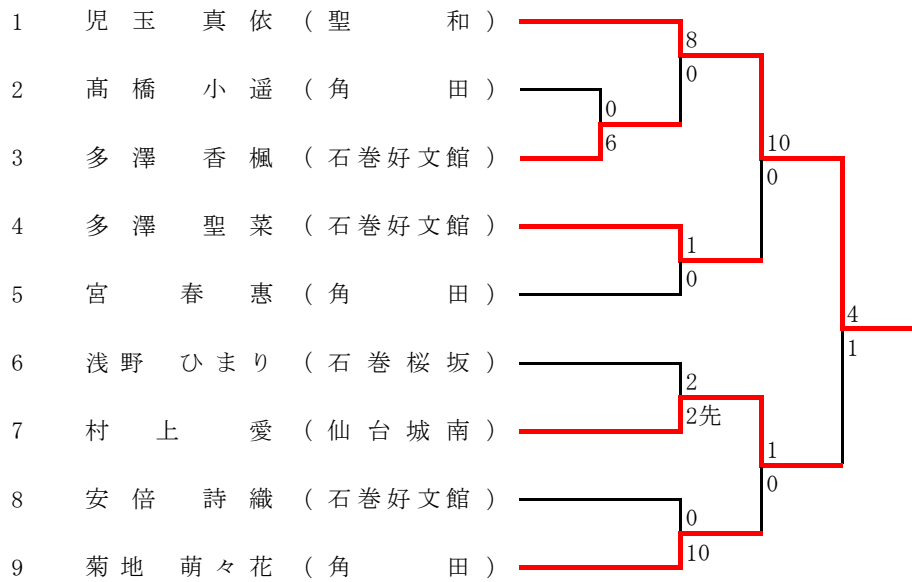 1 児玉 真依 (聖和) 8
0
2 髙橋 小遥 (角田) 0
6
3 多澤 香楓 (石巻好文館) 10
0
4 多澤 聖菜 (石巻好文館) 1
0
5 宮 春惠 (角田) 4
1
6 浅野 ひまり (石巻桜坂) 2
2先
7 村上 愛 (仙台城南) 1
0
8 安倍 詩織 (石巻好文館) 0
10
9 菊地 萌々花 (角田)